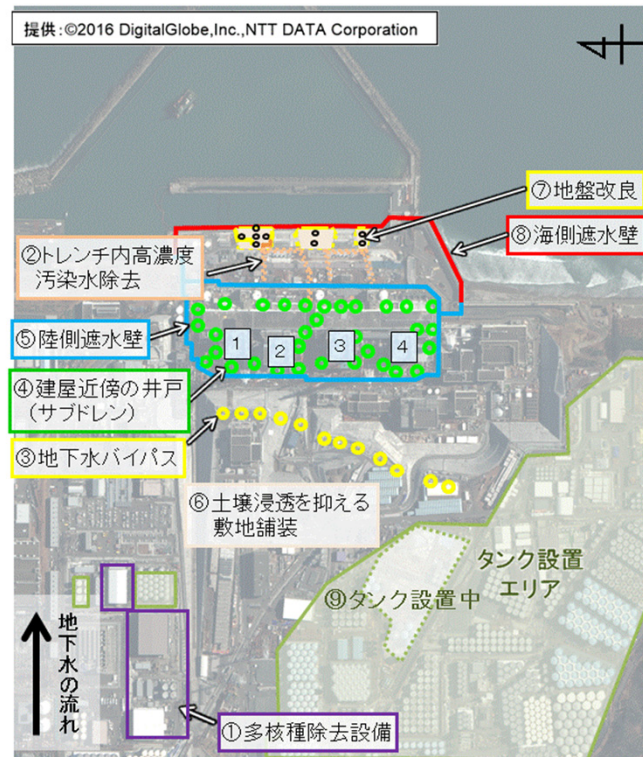 提供:©2016 DigitalGlobe,Inc.,NTT DATA Corporation
⑦地盤改良
⑧海側遮水壁
②トレンチ内高濃度
汚染水除去
⑤陸側遮水壁
1
2
3
4
④建屋近傍の井戸
(サブドレン)
③地下水バイパス
⑥土壌浸透を抑える
敷地舗装
タンク設置
エリア
⑨タンク設置中
地下水の流れ
①多核種除去設備